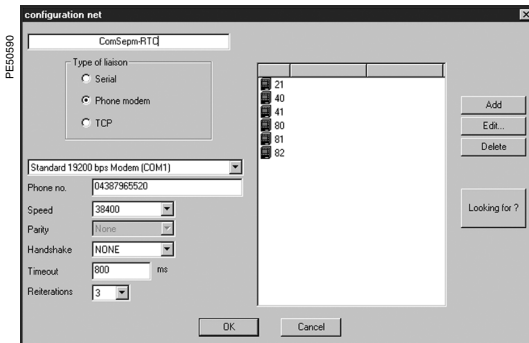 PE50590
configuration net
ComSepm-RTC
Type of liaison
Serial
Phone modem
TCP
Standard 19200 bps Modem (COM1)
Phone no. 04387965520
Speed 38400
Parity None
Handshake NONE
Timeout 800 ms
Reiterations 3
21
40
41
80
81
82
Add
Edit...
Delete
Looking for ?
OK Cancel